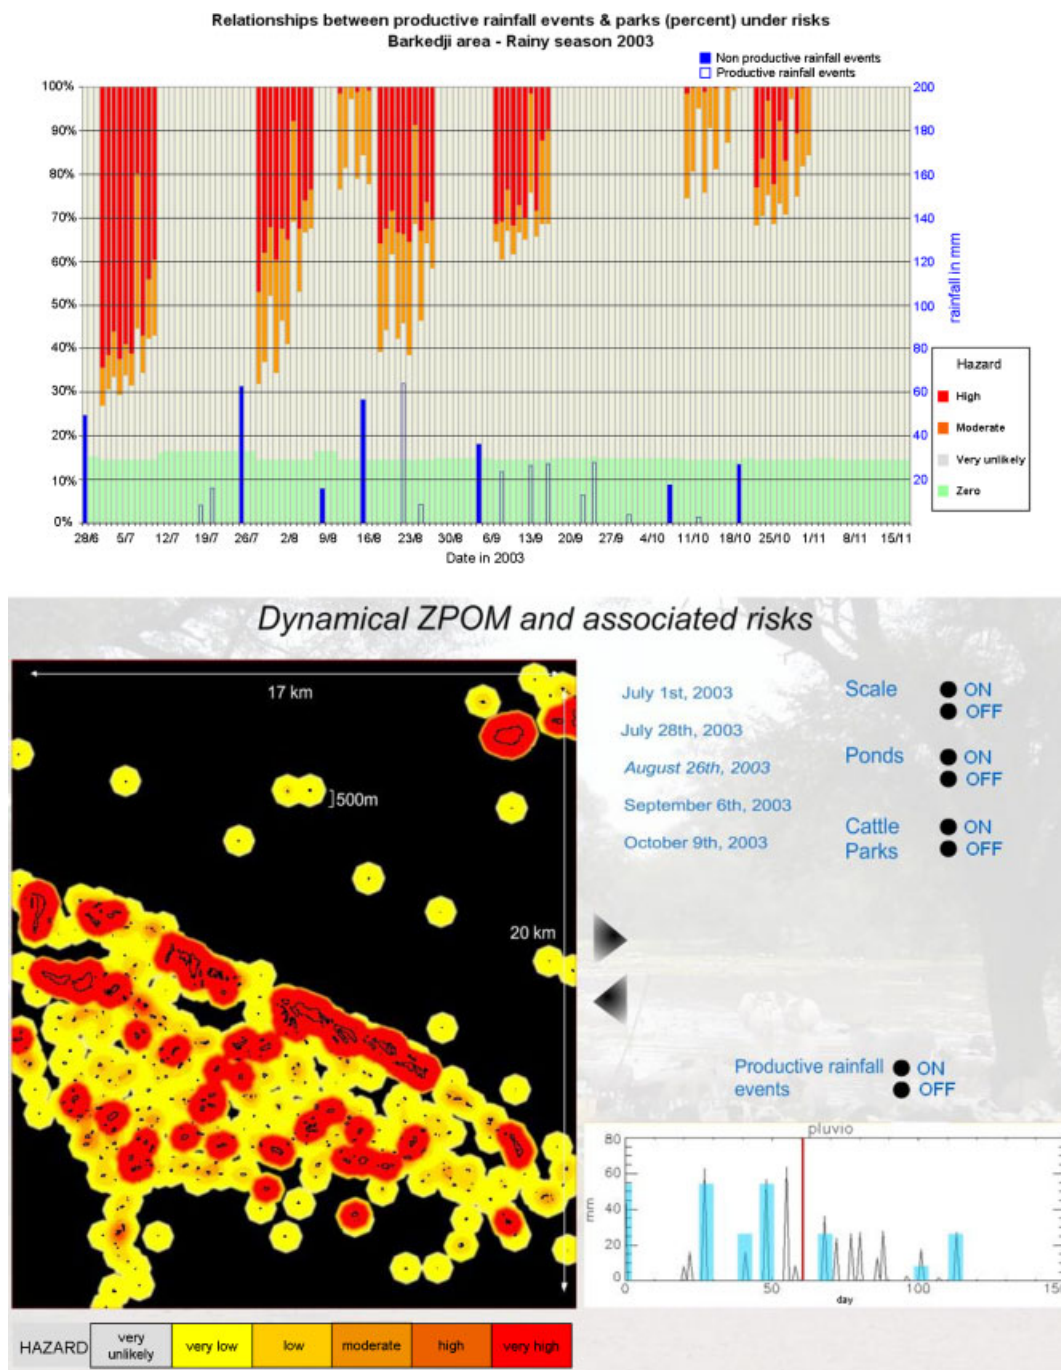 Relationships between productive rainfall events & parks (percent) under risks
Barkedji area - Rainy season 2003
Non productive rainfall events
Productive rainfall events
100%
90%
80%
70%
60%
50%
40%
30%
20%
10%
0%
200
180
160
140
120
100
80
60
40
20
rainfall in mm
28/6 5/7 12/7 19/7 26/7 2/8 9/8 16/8 23/8 30/8 6/9 13/9 20/9 27/9 4/10 11/10 18/10 25/10 1/11 8/11 15/11
Date in 2003
Hazard
High
Moderate
Very unlikely
Zero
Dynamical ZPOM and associated risks
17 km
500m
20 km
July 1st, 2003
July 28th, 2003
August 26th, 2003
September 6th, 2003
October 9th, 2003
Scale
ON
OFF
Ponds
ON
OFF
Cattle
Parks
ON
OFF
Productive rainfall
events
ON
OFF
pluvio
80
60
40
20
0
mm
0 50 100 150
day
HAZARD
very
unlikely
very low
low
moderate
high
very high